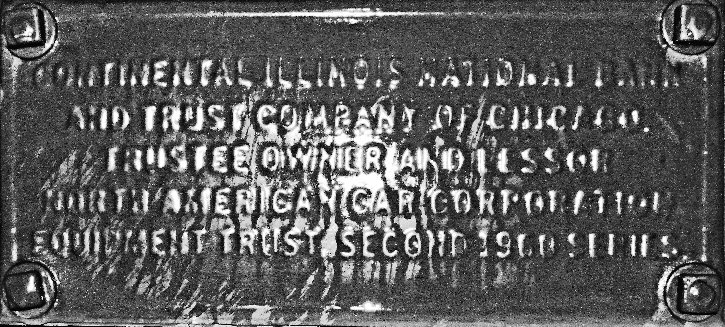 CONTINENTAL ILLINOIS NATIONAL BANK
AND TRUST COMPANY OF CHICAGO.
TRUSTEE OWNER AND LESSOR
NORTH AMERICAN CAR CORPORATION
EQUIPMENT TRUST, SECOND 1960 SERIES.